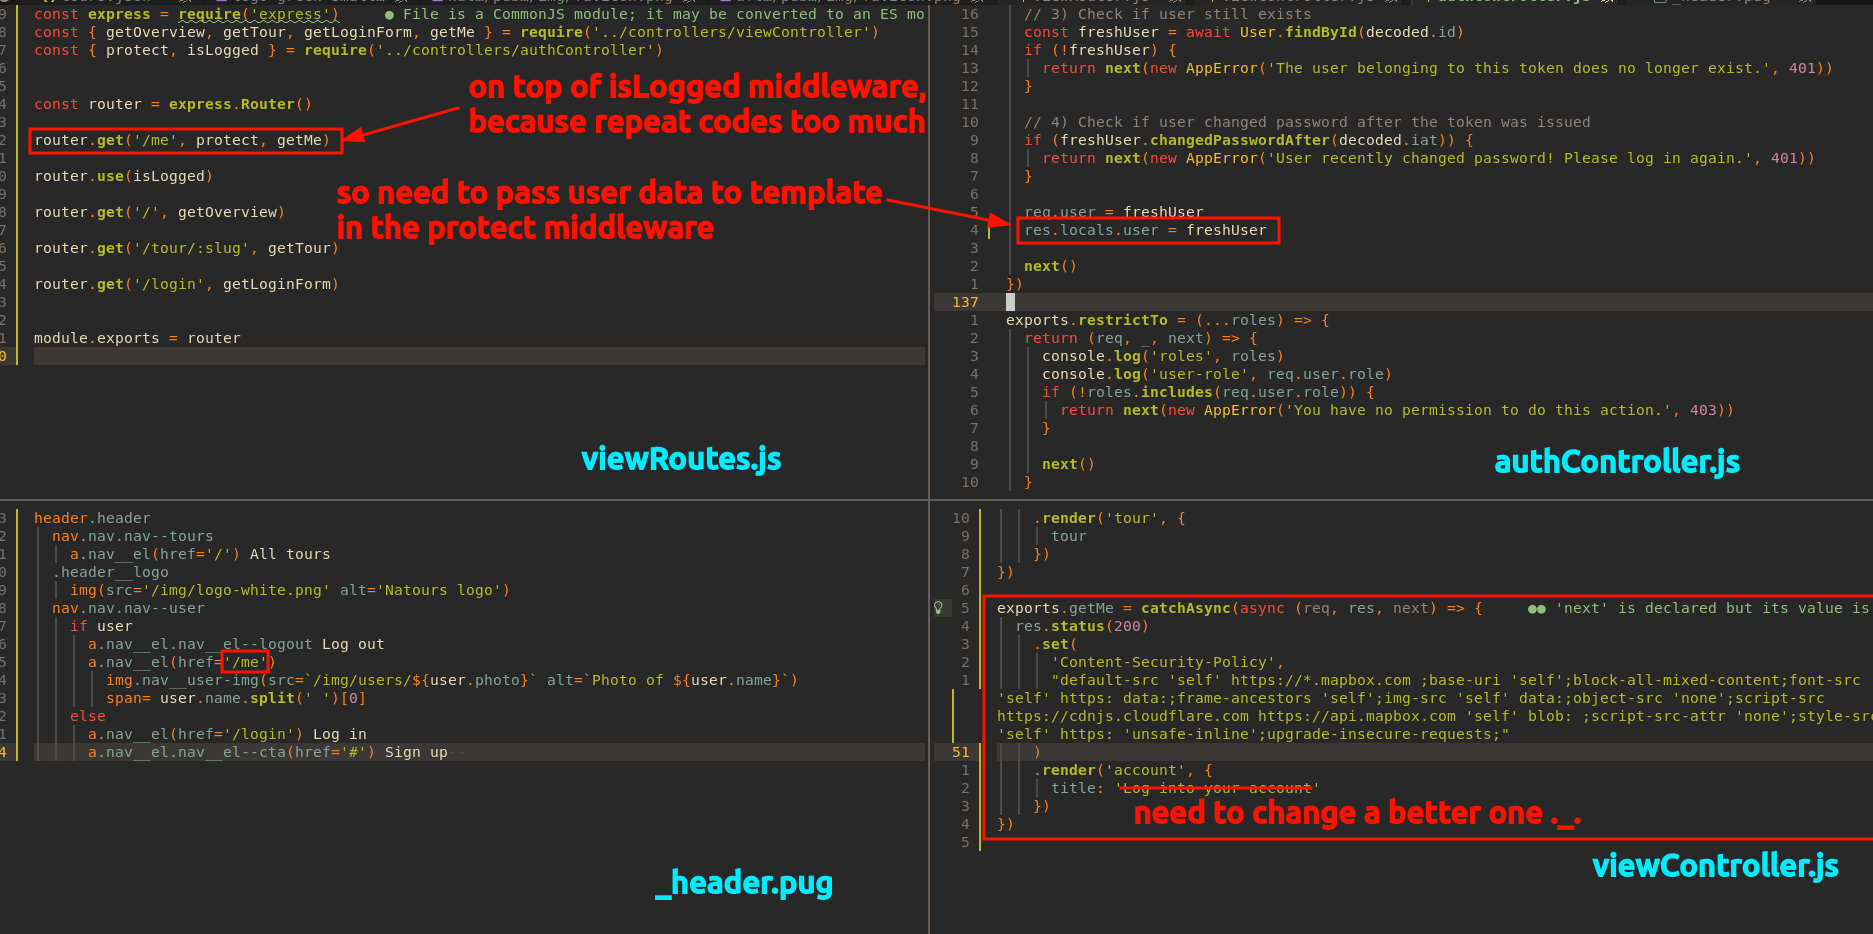 const express = require('express') ● File is a CommonJS module; it may be converted to an ES mo
const { getOverview, getTour, getLoginForm, getMe } = require('../controllers/viewController')
const { protect, isLogged } = require('../controllers/authController')
const router = express.Router()
router.get('/me', protect, getMe)
router.use(isLogged)
router.get('/', getOverview)
router.get('/tour/:slug', getTour)
router.get('/login', getLoginForm)
module.exports = router
on top of isLogged middleware,
because repeat codes too much
so need to pass user data to template
in the protect middleware
viewRoutes.js
16 // 3) Check if user still exists
15 const freshUser = await User.findById(decoded.id)
14 if (!freshUser) {
13 return next(new AppError('The user belonging to this token does no longer exist.', 401))
12 }
11
10 // 4) Check if user changed password after the token was issued
9 if (freshUser.changedPasswordAfter(decoded.iat)) {
8 return next(new AppError('User recently changed password! Please log in again.', 401))
7 }
6
5 req.user = freshUser
4 res.locals.user = freshUser
3
2 next()
1 })
137
1 exports.restrictTo = (...roles) => {
2 return (req, _, next) => {
3 console.log('roles', roles)
4 console.log('user-role', req.user.role)
5 if (!roles.includes(req.user.role)) {
6 return next(new AppError('You have no permission to do this action.', 403))
7 }
8
9 next()
10 }
authController.js
3 header.header
2 nav.nav.nav--tours
1 a.nav__el(href='/') All tours
0 .header__logo
9 img(src='/img/logo-white.png' alt='Natours logo')
8 nav.nav.nav--user
7 if user
6 a.nav__el.nav__el--logout Log out
5 a.nav__el(href='/me')
4 img.nav__user-img(src=`/img/users/${user.photo}` alt=`Photo of ${user.name}`)
3 span= user.name.split(' ')[0]
2 else
1 a.nav__el(href='/login') Log in
4 a.nav__el.nav__el--cta(href='#') Sign up
_header.pug
10 .render('tour', {
9 tour
8 })
7 })
6
5 exports.getMe = catchAsync(async (req, res, next) => { ●● 'next' is declared but its value is
4 res.status(200)
3 .set(
2 'Content-Security-Policy',
1 "default-src 'self' https://*.mapbox.com ;base-uri 'self';block-all-mixed-content;font-src
'self' https: data:;frame-ancestors 'self';img-src 'self' data:;object-src 'none';script-src
https://cdnjs.cloudflare.com https://api.mapbox.com 'self' blob: ;script-src-attr 'none';style-src
'self' https: 'unsafe-inline';upgrade-insecure-requests;"
51 )
1 .render('account', {
2 title: 'Log into your account'
3 })
4 })
5
need to change a better one ._.
viewController.js